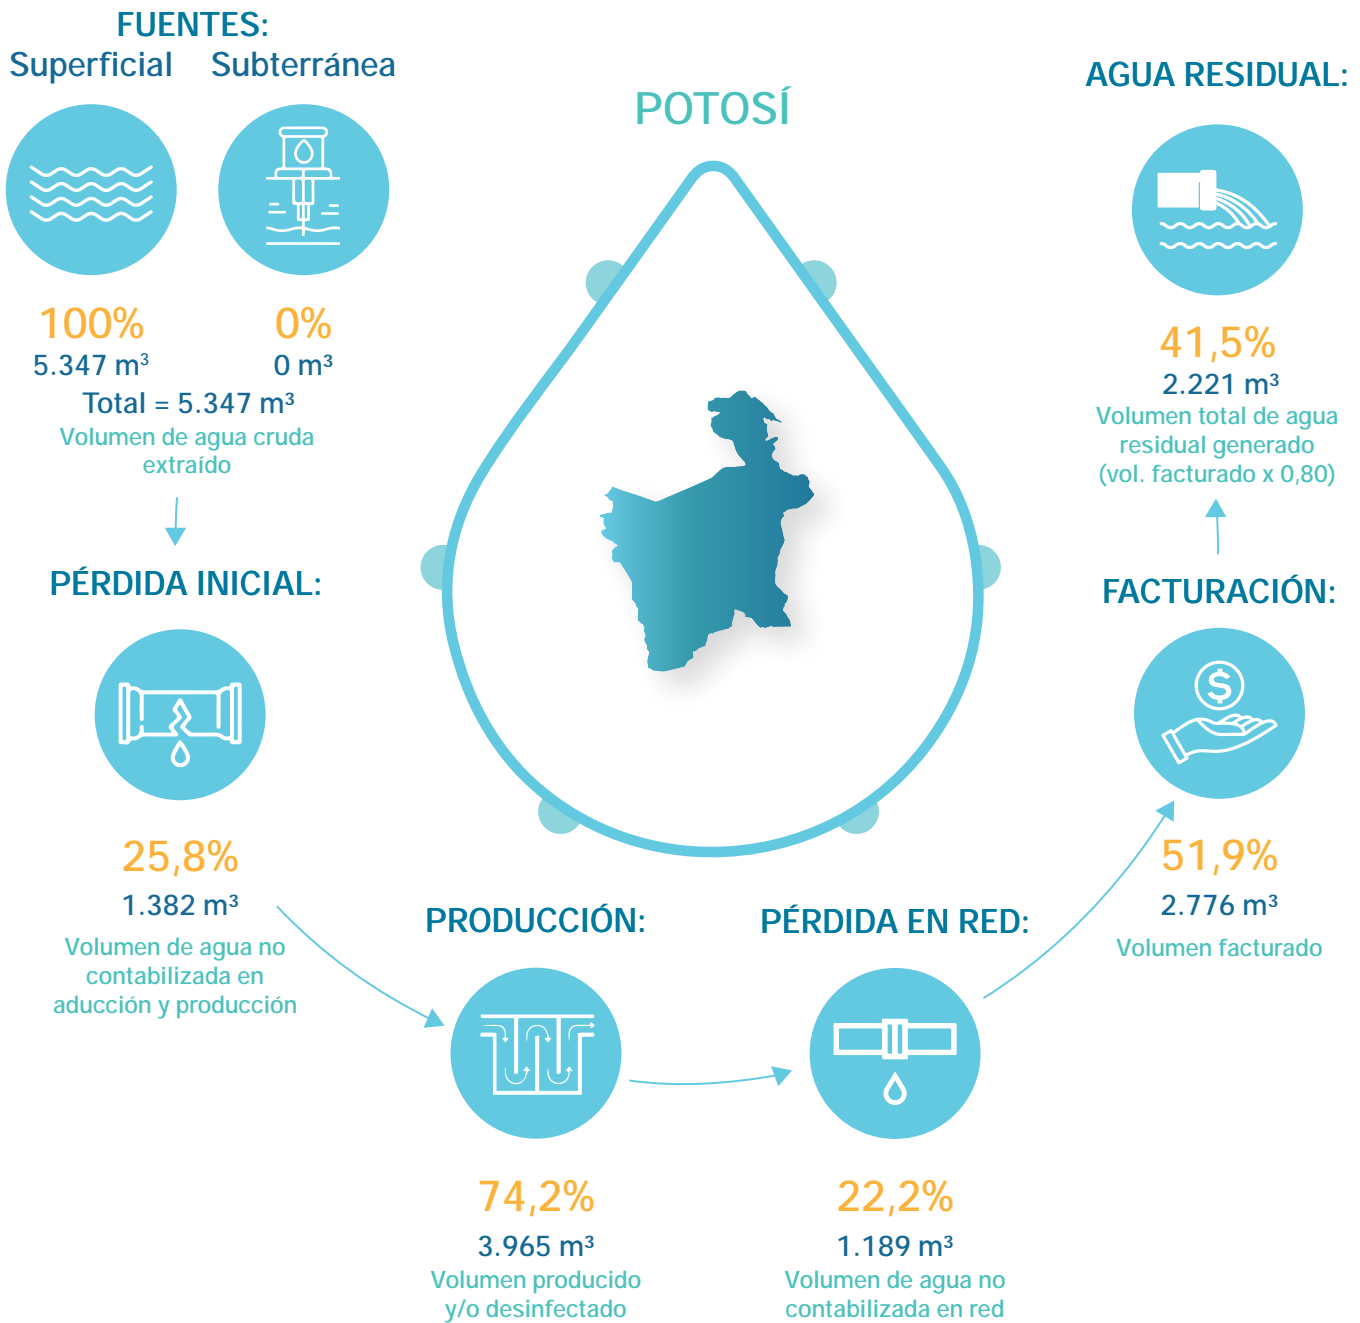 FUENTES:
Superficial
Subterránea
100%
5.347 m³
0%
0 m³
Total = 5.347 m³
Volumen de agua cruda
extraído
PÉRDIDA INICIAL:
25,8%
1.382 m³
Volumen de agua no
contabilizada en
aducción y producción
POTOSÍ
PRODUCCIÓN:
74,2%
3.965 m³
Volumen producido
y/o desinfectado
PÉRDIDA EN RED:
22,2%
1.189 m³
Volumen de agua no
contabilizada en red
FACTURACIÓN:
$
51,9%
2.776 m³
Volumen facturado
AGUA RESIDUAL:
41,5%
2.221 m³
Volumen total de agua
residual generado
(vol. facturado x 0,80)